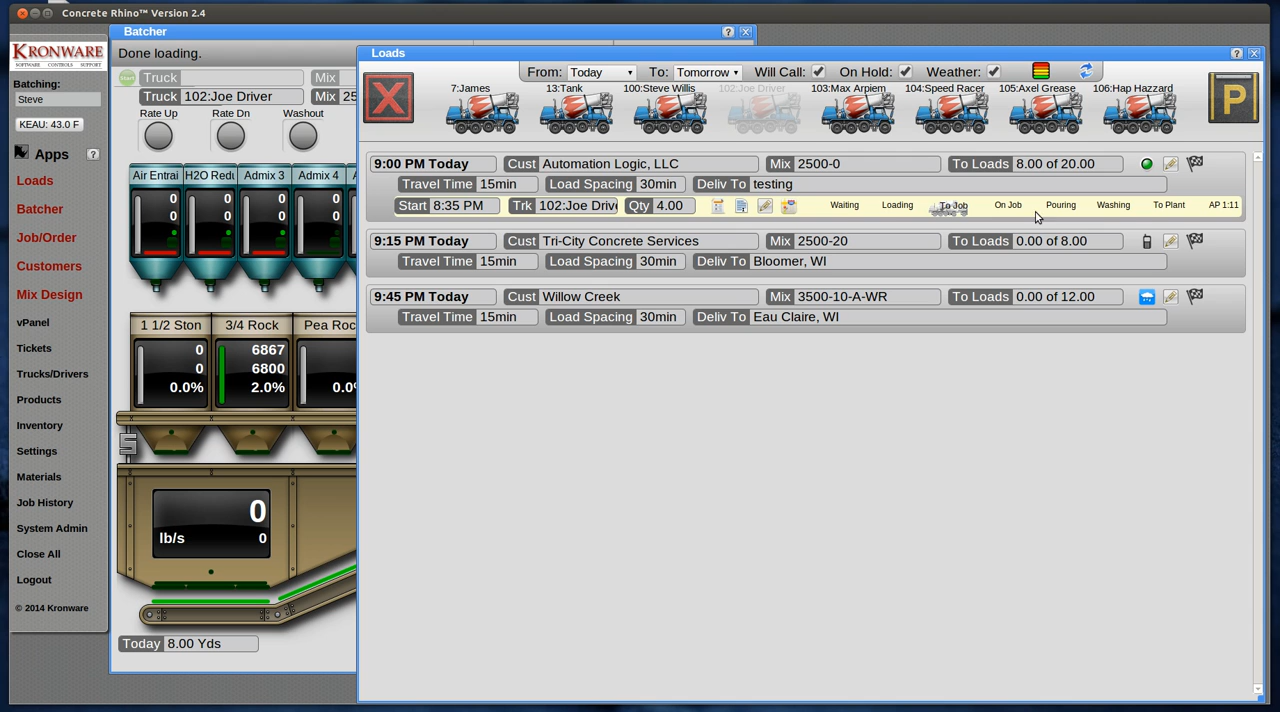 Concrete Rhino™ Version 2.4
KRONWARE
SOFTWARE CONTROLS SUPPORT
Batching:
Steve
KEAU: 43.0 F
Apps ?
Loads
Batcher
Job/Order
Customers
Mix Design
vPanel
Tickets
Trucks/Drivers
Products
Inventory
Settings
Materials
Job History
System Admin
Close All
Logout
© 2014 Kronware
Batcher ?
Done loading.
Start Truck Mix
Truck 102:Joe Driver Mix 25
Rate Up Rate Dn Washout
Air Entrai H2O Redu Admix 3 Admix 4
0 0 0 0
0 0 0 0
1 1/2 Ston 3/4 Rock Pea Roc
0 6867
0 6800
0.0% 2.0% 0.0%
0
lb/s 0
Today 8.00 Yds
Loads ?
From: Today To: Tomorrow Will Call: On Hold: Weather:
X 7:James 13:Tank 100:Steve Willis 102:Joe Driver 103:Max Arpiem 104:Speed Racer 105:Axel Grease 106:Hap Hazzard P
9:00 PM Today Cust Automation Logic, LLC Mix 2500-0 To Loads 8.00 of 20.00
Travel Time 15min Load Spacing 30min Deliv To testing
Start 8:35 PM Trk 102:Joe Drive Qty 4.00 Waiting Loading To Job On Job Pouring Washing To Plant AP 1:11
9:15 PM Today Cust Tri-City Concrete Services Mix 2500-20 To Loads 0.00 of 8.00
Travel Time 15min Load Spacing 30min Deliv To Bloomer, WI
9:45 PM Today Cust Willow Creek Mix 3500-10-A-WR To Loads 0.00 of 12.00
Travel Time 15min Load Spacing 30min Deliv To Eau Claire, WI